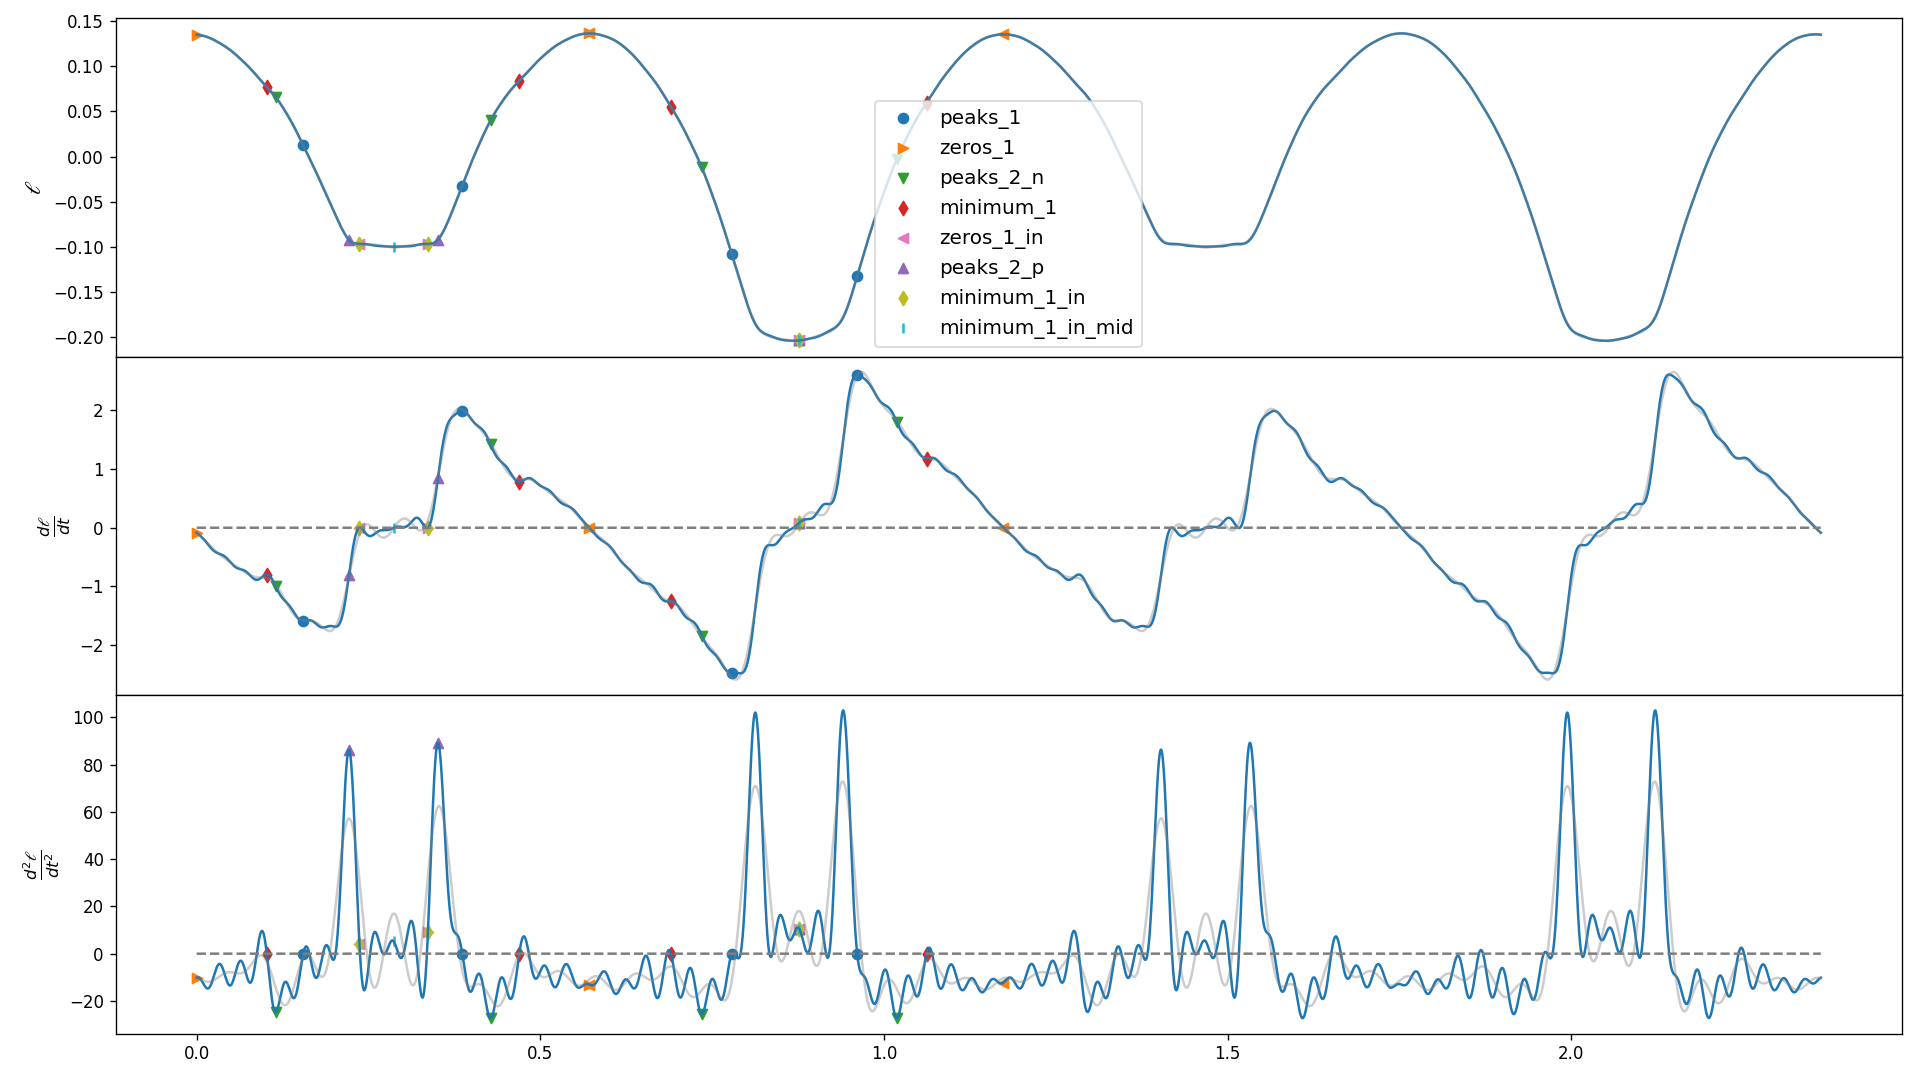 0.15
0.10
0.05
0.00
−0.05
−0.10
−0.15
−0.20
ℓ
peaks_1
zeros_1
peaks_2_n
minimum_1
zeros_1_in
peaks_2_p
minimum_1_in
minimum_1_in_mid
2
1
0
−1
−2
dℓ
dt
100
80
60
40
20
0
−20
d²ℓ
dt²
0.0 0.5 1.0 1.5 2.0